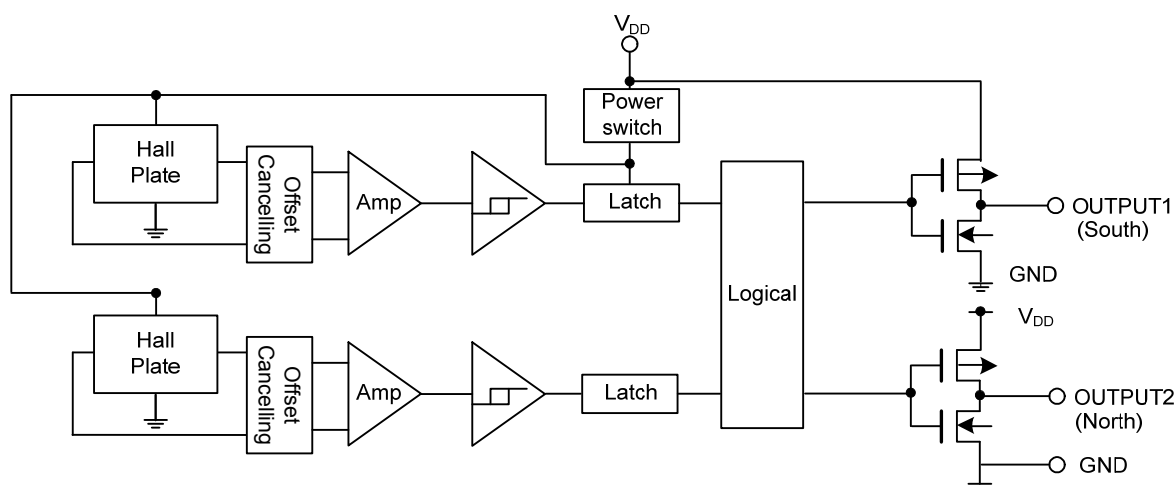 VDD
Power
switch
Hall
Plate
Offset
Cancelling
Amp
Latch
OUTPUT1
(South)
GND
Logical
VDD
Hall
Plate
Offset
Cancelling
Amp
Latch
OUTPUT2
(North)
GND